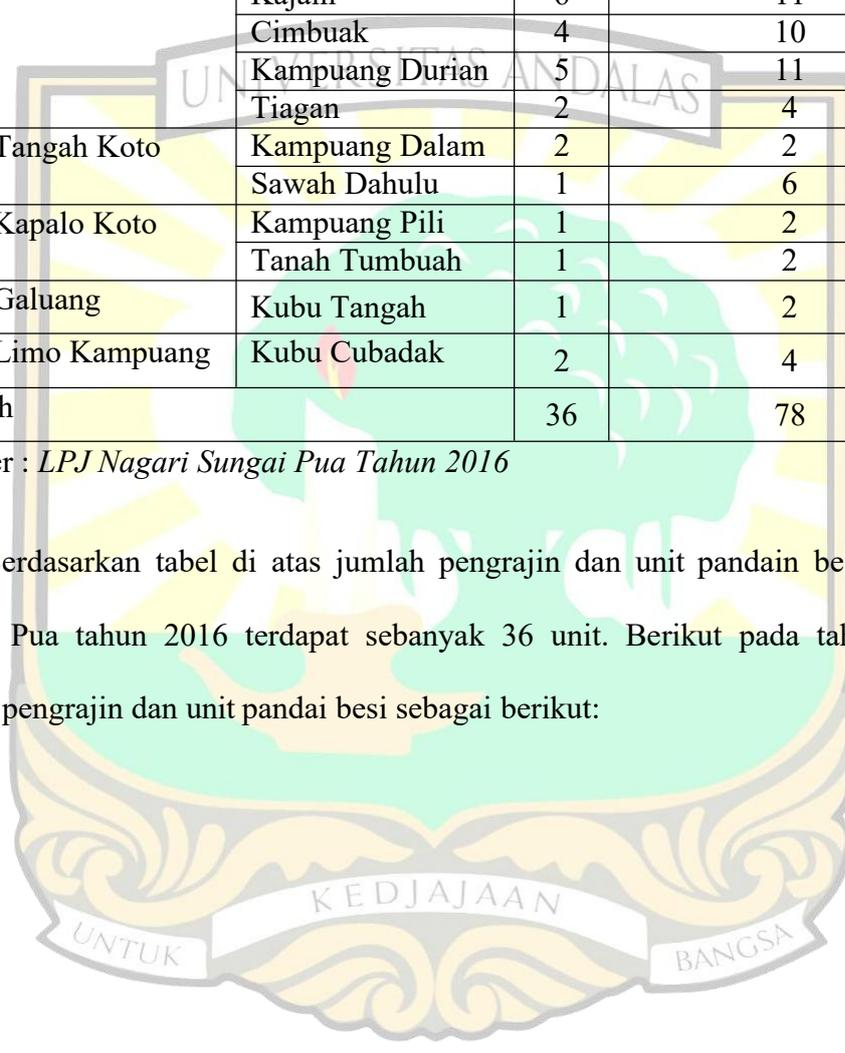 Cimbuak 4 10
Kampuang Durian 5 11
Tiagan 2 4
Tangah Koto Kampuang Dalam 2 2
Sawah Dahulu 1 6
Kapalo Koto Kampuang Pili 1 2
Tanah Tumbuah 1 2
Galuang Kubu Tangah 1 2
Limo Kampuang Kubu Cubadak 2 4
h 36 78
er : LPJ Nagari Sungai Pua Tahun 2016
erdasarkan tabel di atas jumlah pengrajin dan unit pandain be
Pua tahun 2016 terdapat sebanyak 36 unit. Berikut pada tah
pengrajin dan unit pandai besi sebagai berikut:
UNIVERSITAS ANDALAS
KEDJAJAAN
UNTUK BANGSA